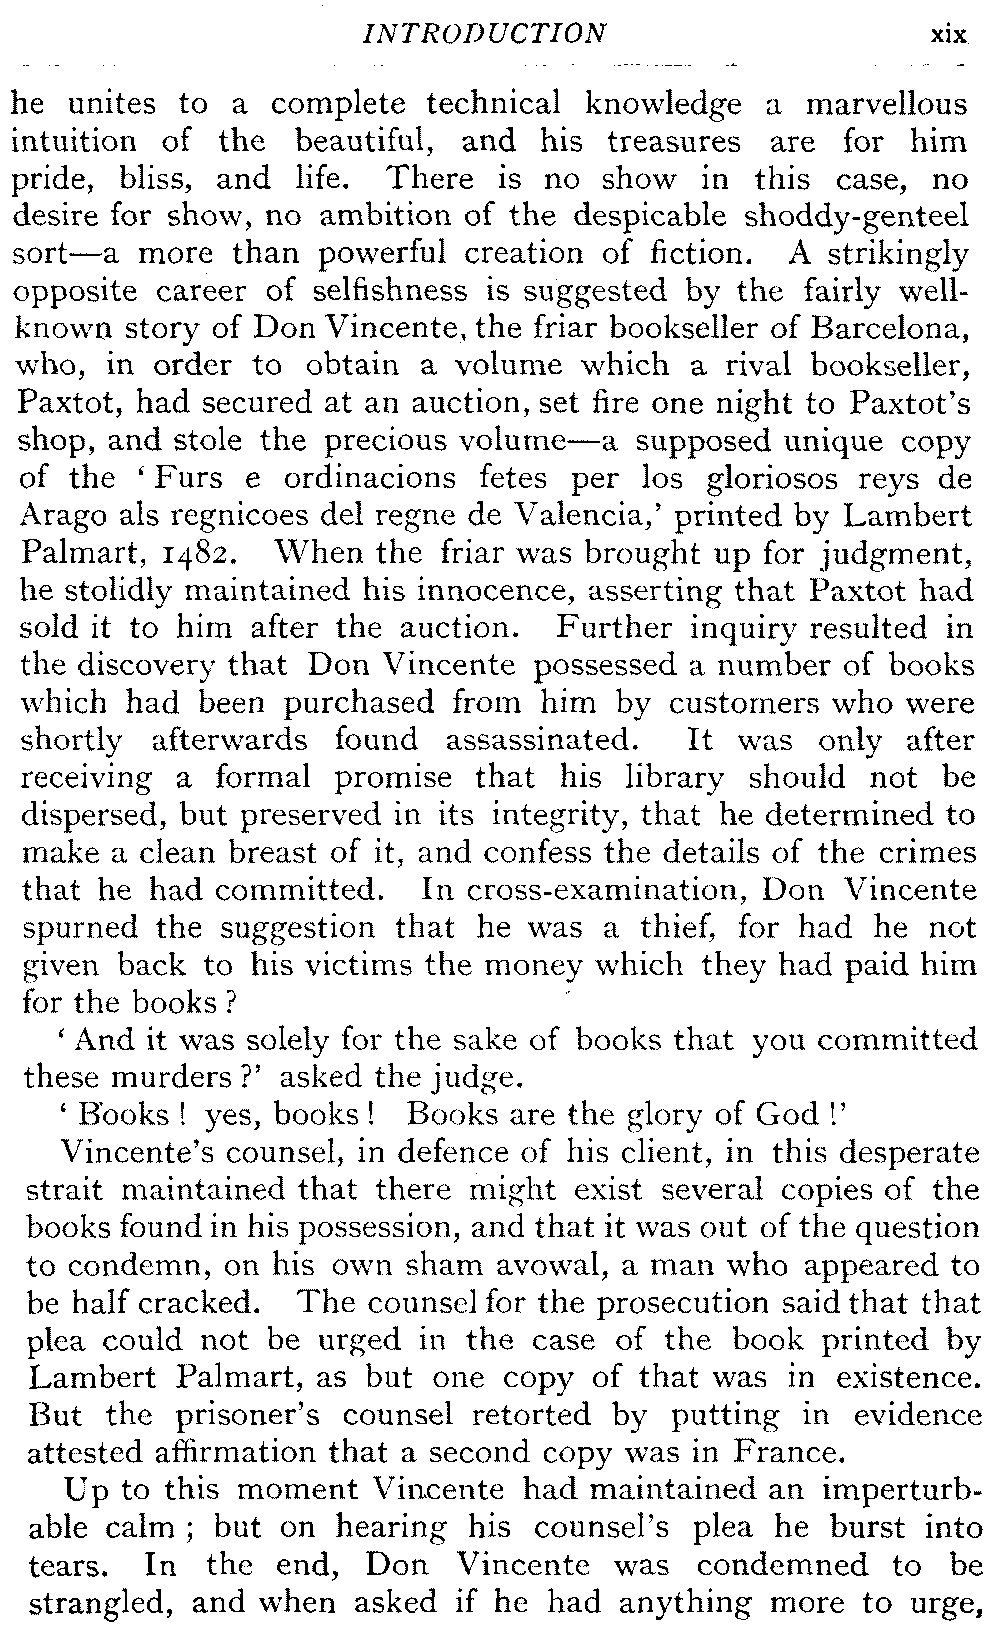 INTRODUCTION xix
he unites to a complete technical knowledge a marvellous
intuition of the beautiful, and his treasures are for him
pride, bliss, and life. There is no show in this case, no
desire for show, no ambition of the despicable shoddy-genteel
sort—a more than powerful creation of fiction. A strikingly
opposite career of selfishness is suggested by the fairly well-
known story of Don Vincente, the friar bookseller of Barcelona,
who, in order to obtain a volume which a rival bookseller,
Paxtot, had secured at an auction, set fire one night to Paxtot's
shop, and stole the precious volume—a supposed unique copy
of the ‘ Furs e ordinacions fetes per los gloriosos reys de
Arago als regnicoes del regne de Valencia,’ printed by Lambert
Palmart, 1482. When the friar was brought up for judgment,
he stolidly maintained his innocence, asserting that Paxtot had
sold it to him after the auction. Further inquiry resulted in
the discovery that Don Vincente possessed a number of books
which had been purchased from him by customers who were
shortly afterwards found assassinated. It was only after
receiving a formal promise that his library should not be
dispersed, but preserved in its integrity, that he determined to
make a clean breast of it, and confess the details of the crimes
that he had committed. In cross-examination, Don Vincente
spurned the suggestion that he was a thief, for had he not
given back to his victims the money which they had paid him
for the books ?
‘ And it was solely for the sake of books that you committed
these murders ?’ asked the judge.
‘ Books ! yes, books ! Books are the glory of God !’
Vincente's counsel, in defence of his client, in this desperate
strait maintained that there might exist several copies of the
books found in his possession, and that it was out of the question
to condemn, on his own sham avowal, a man who appeared to
be half cracked. The counsel for the prosecution said that that
plea could not be urged in the case of the book printed by
Lambert Palmart, as but one copy of that was in existence.
But the prisoner's counsel retorted by putting in evidence
attested affirmation that a second copy was in France.
Up to this moment Vincente had maintained an imperturb-
able calm ; but on hearing his counsel's plea he burst into
tears. In the end, Don Vincente was condemned to be
strangled, and when asked if he had anything more to urge,